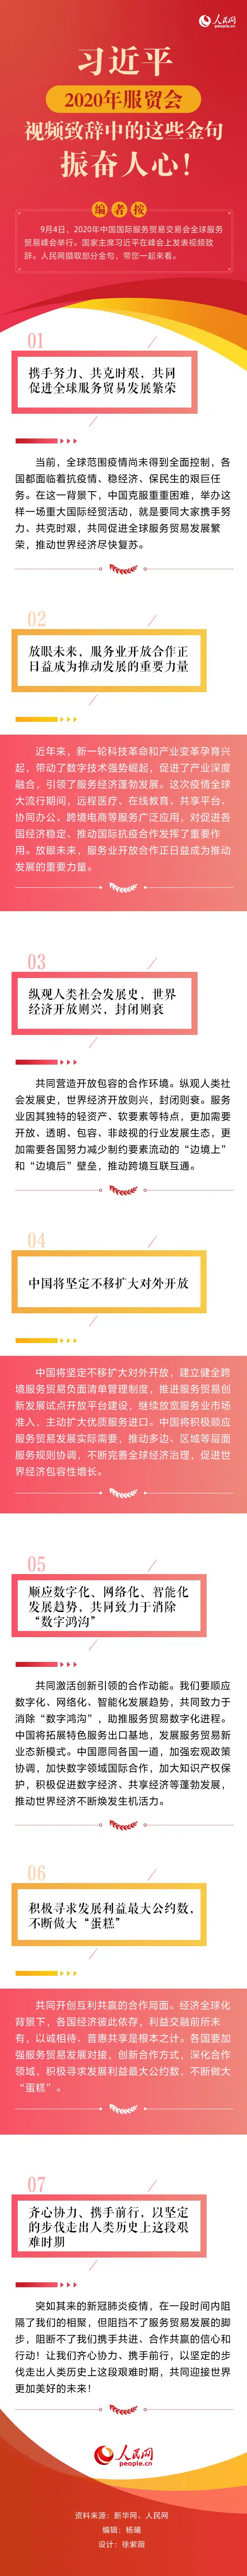 人民网
people.cn
习近平
2020年服贸会
视频致辞中的这些金句
振奋人心！
编者按
9月4日，2020年中国国际服务贸易交易会全球服务
贸易峰会举行。国家主席习近平在峰会上发表视频致
辞。人民网撷取部分金句，带您一起来看。
01
携手努力、共克时艰，共同
促进全球服务贸易发展繁荣
当前，全球范围疫情尚未得到全面控制，各
国都面临着抗疫情、稳经济、保民生的艰巨任
务。在这一背景下，中国克服重重困难，举办这
样一场重大国际经贸活动，就是要同大家携手努
力、共克时艰，共同促进全球服务贸易发展繁
荣，推动世界经济尽快复苏。
02
放眼未来，服务业开放合作正
日益成为推动发展的重要力量
近年来，新一轮科技革命和产业变革孕育兴
起，带动了数字技术强势崛起，促进了产业深度
融合，引领了服务经济蓬勃发展。这次疫情全球
大流行期间，远程医疗、在线教育、共享平台、
协同办公、跨境电商等服务广泛应用，对促进各
国经济稳定、推动国际抗疫合作发挥了重要作
用。放眼未来，服务业开放合作正日益成为推动
发展的重要力量。
03
纵观人类社会发展史，世界
经济开放则兴，封闭则衰
共同营造开放包容的合作环境。纵观人类社
会发展史，世界经济开放则兴，封闭则衰。服务
业因其独特的轻资产、软要素等特点，更加需要
开放、透明、包容、非歧视的行业发展生态，更
加需要各国努力减少制约要素流动的“边境上”
和“边境后”壁垒，推动跨境互联互通。
04
中国将坚定不移扩大对外开放
中国将坚定不移扩大对外开放，建立健全跨
境服务贸易负面清单管理制度，推进服务贸易创
新发展试点开放平台建设，继续放宽服务业市场
准入，主动扩大优质服务进口。中国将积极顺应
服务贸易发展实际需要，推动多边、区域等层面
服务规则协调，不断完善全球经济治理，促进世
界经济包容性增长。
05
顺应数字化、网络化、智能化
发展趋势，共同致力于消除
“数字鸿沟”
共同激活创新引领的合作动能。我们要顺应
数字化、网络化、智能化发展趋势，共同致力于
消除“数字鸿沟”，助推服务贸易数字化进程。
中国将拓展特色服务出口基地，发展服务贸易新
业态新模式。中国愿同各国一道，加强宏观政策
协调，加快数字领域国际合作，加大知识产权保
护，积极促进数字经济、共享经济等蓬勃发展，
推动世界经济不断焕发生机活力。
06
积极寻求发展利益最大公约数，
不断做大“蛋糕”
共同开创互利共赢的合作局面。经济全球化
背景下，各国经济彼此依存，利益交融前所未
有，以诚相待、普惠共享是根本之计。各国要加
强服务贸易发展对接，创新合作方式，深化合作
领域，积极寻求发展利益最大公约数，不断做大
“蛋糕”。
07
齐心协力、携手前行，以坚定
的步伐走出人类历史上这段艰
难时期
突如其来的新冠肺炎疫情，在一段时间内阻
隔了我们的相聚，但阻挡不了服务贸易发展的脚
步，阻断不了我们携手共进、合作共赢的信心和
行动！让我们齐心协力、携手前行，以坚定的步
伐走出人类历史上这段艰难时期，共同迎接世界
更加美好的未来！
人民网
people.cn
资料来源：新华网、人民网
编辑：杨曦
设计：徐紫薇